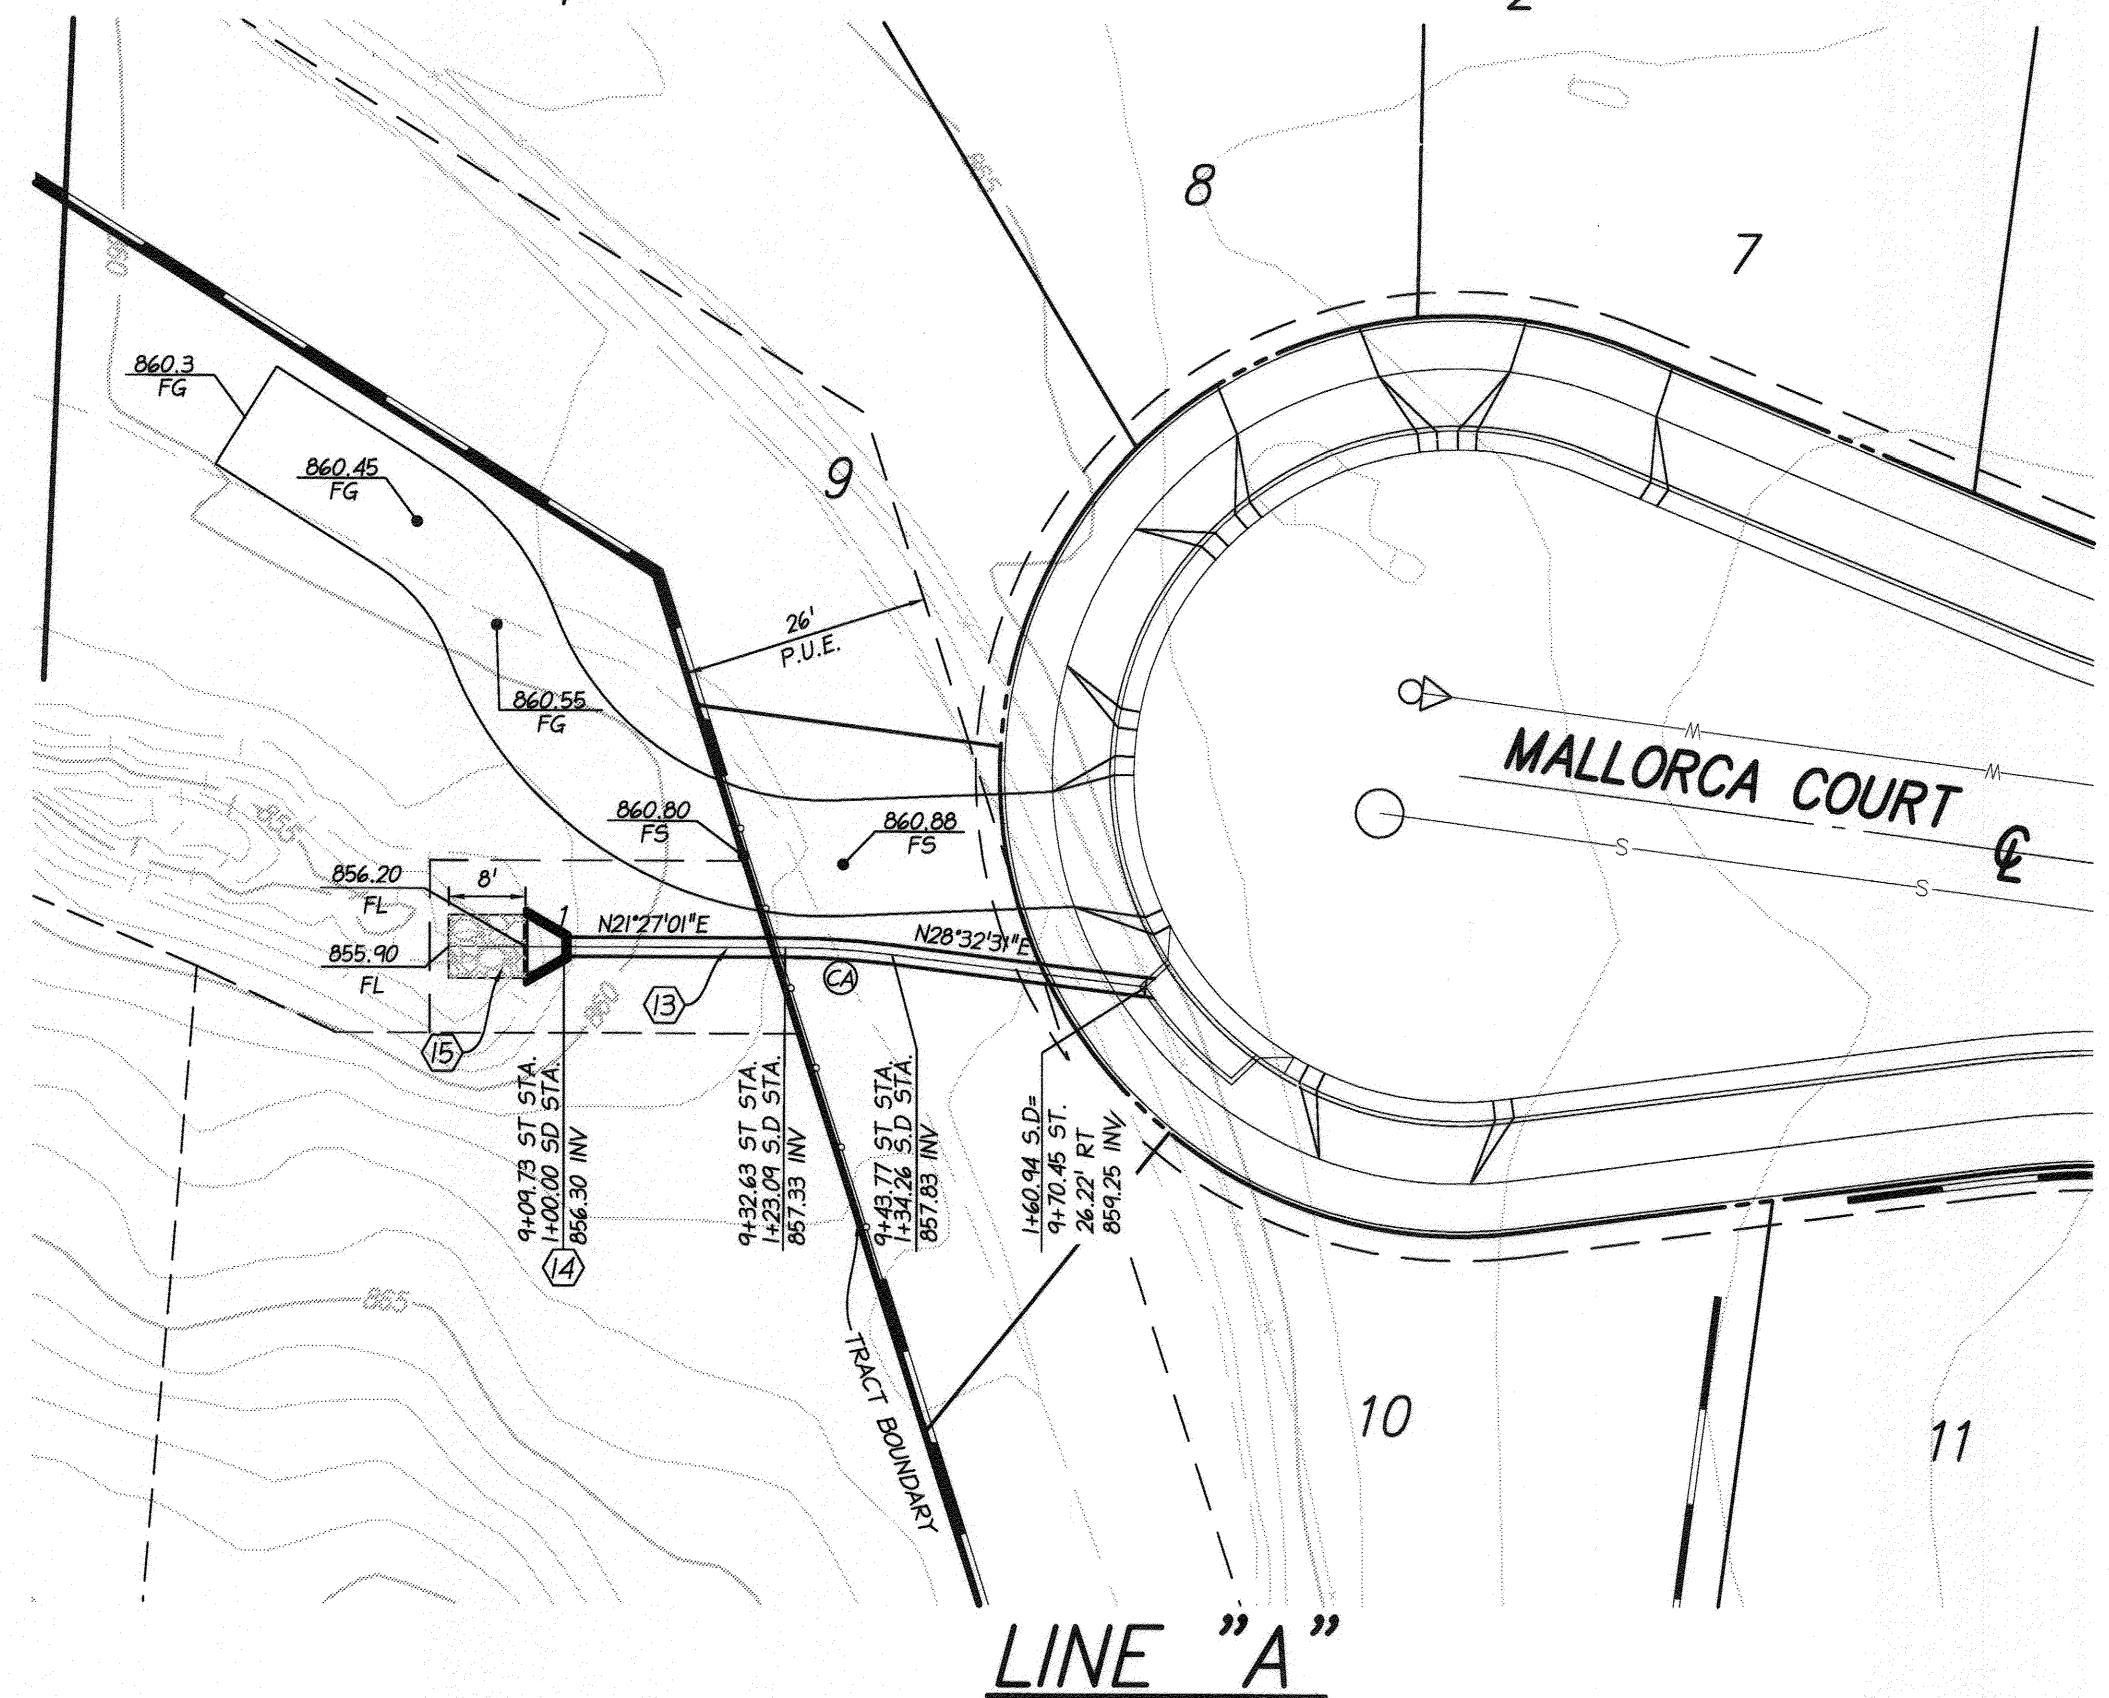 2
8
7
9
865
860
860.3
FG
860.45
FG
26'
P.U.E.
860.55
FG
860.80
FS
860.88
FS
MALLORCA COURT
M
M
S
S
℄
855
856.20
FL
8'
1
N21°27'01"E
N28°32'31"E
855.90
FL
CA
13
860
15
9+09.73 ST STA.
1+00.00 SD STA.
856.30 INV
14
9+32.63 ST STA.
1+23.09 S.D STA.
857.33 INV
9+43.77 ST STA.
1+34.26 S.D STA.
857.83 INV
1+60.94 S.D=
9+70.45 ST.
26.22' RT
859.25 INV
865
TRACT BOUNDARY
10
11
LINE "A"